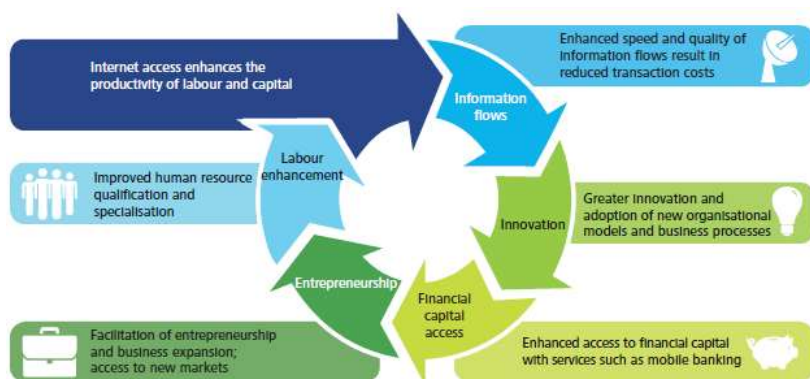 Internet access enhances the
productivity of labour and capital
Information
flows
Enhanced speed and quality of
information flows result in
reduced transaction costs
Labour
enhancement
Improved human resource
qualification and
specialisation
Innovation
Greater innovation and
adoption of new organisational
models and business processes
Entrepreneurship
Financial
capital
access
Facilitation of entrepreneurship
and business expansion;
access to new markets
Enhanced access to financial capital
with services such as mobile banking